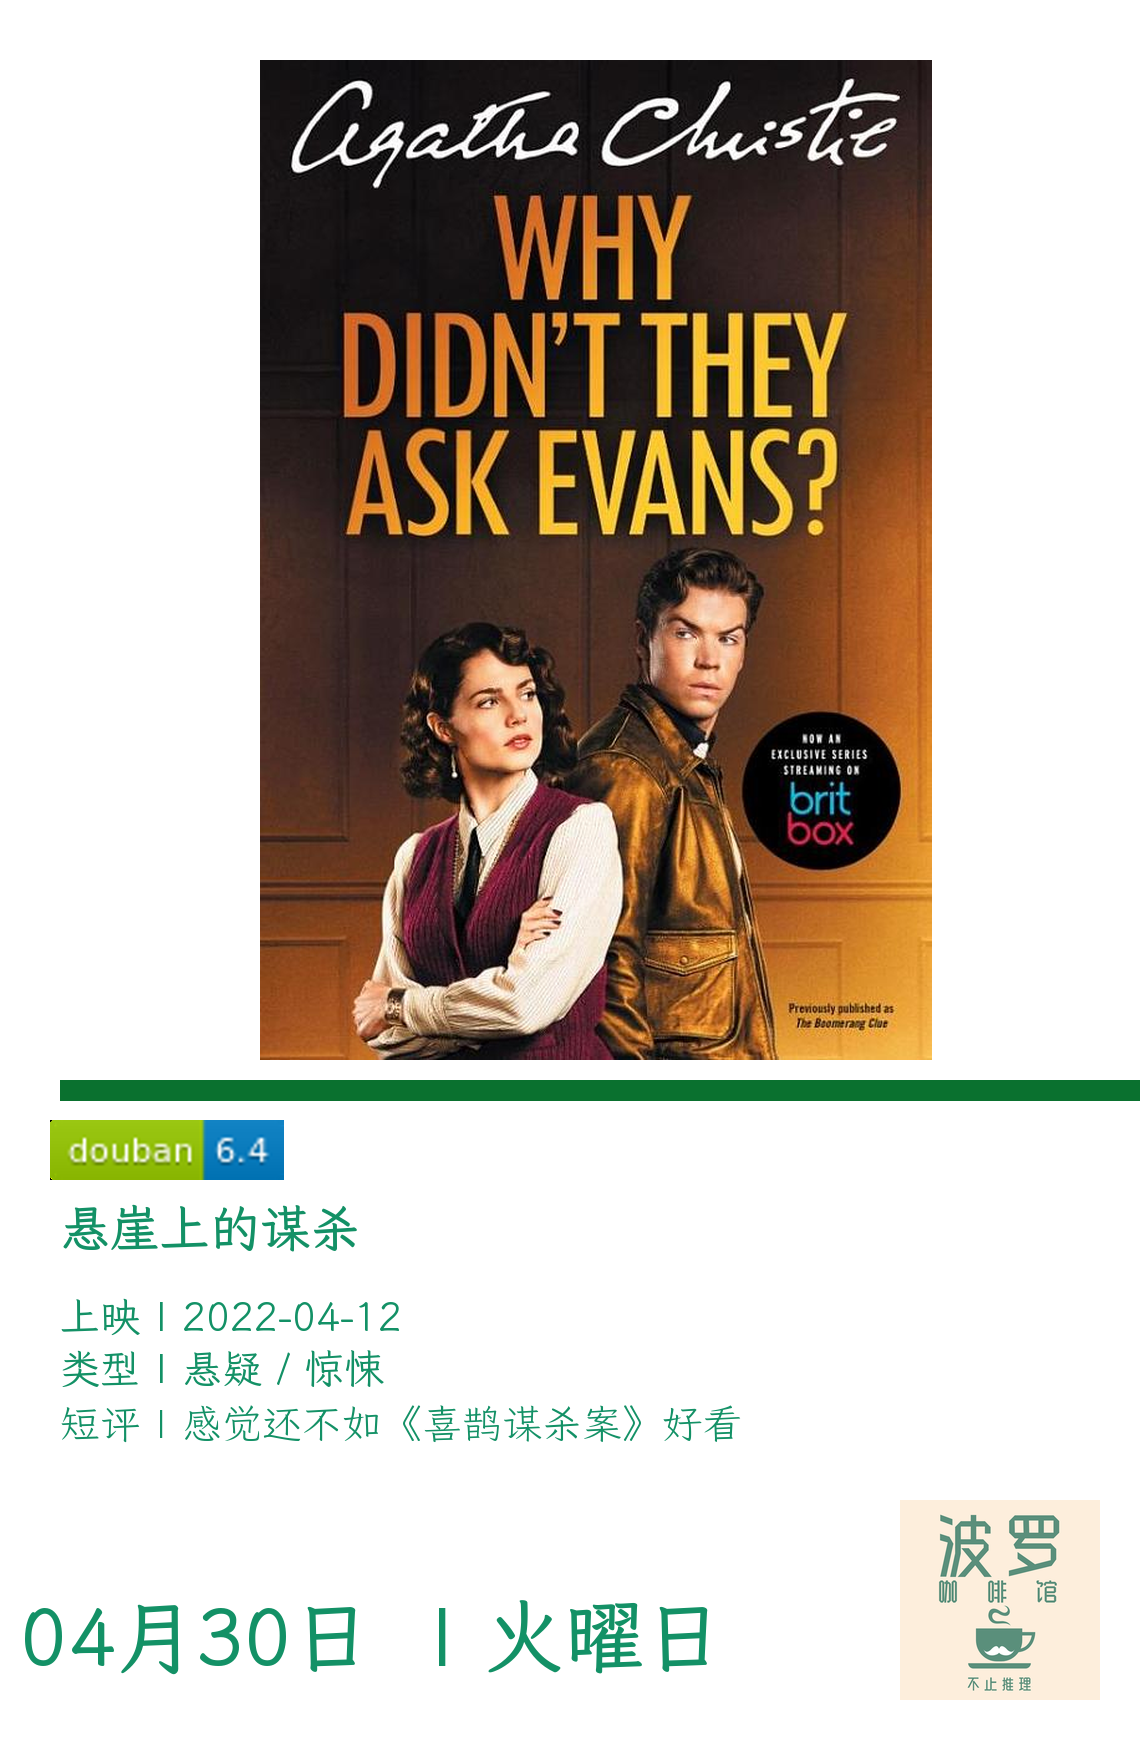 Agatha Christie
WHY
DIDN'T THEY
ASK EVANS?
NOW AN
EXCLUSIVE SERIES
STREAMING ON
brit
box
Previously published as
The Boomerang Clue
douban 6.4
悬崖上的谋杀
上映 | 2022-04-12
类型 | 悬疑 / 惊悚
短评 | 感觉还不如《喜鹊谋杀案》好看
04月30日 | 火曜日
波罗
咖啡馆
不止推理